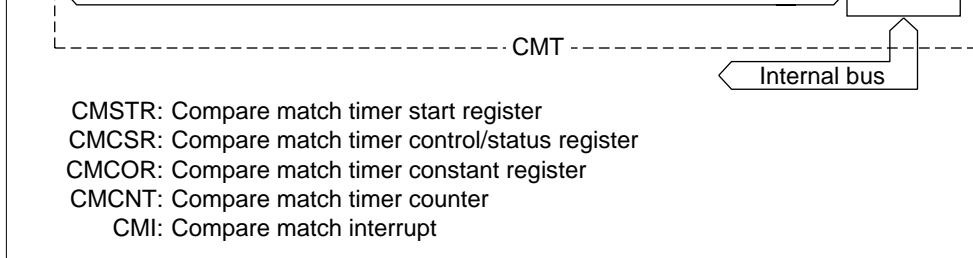 CMT
Internal bus
CMSTR: Compare match timer start register
CMCSR: Compare match timer control/status register
CMCOR: Compare match timer constant register
CMCNT: Compare match timer counter
CMI: Compare match interrupt